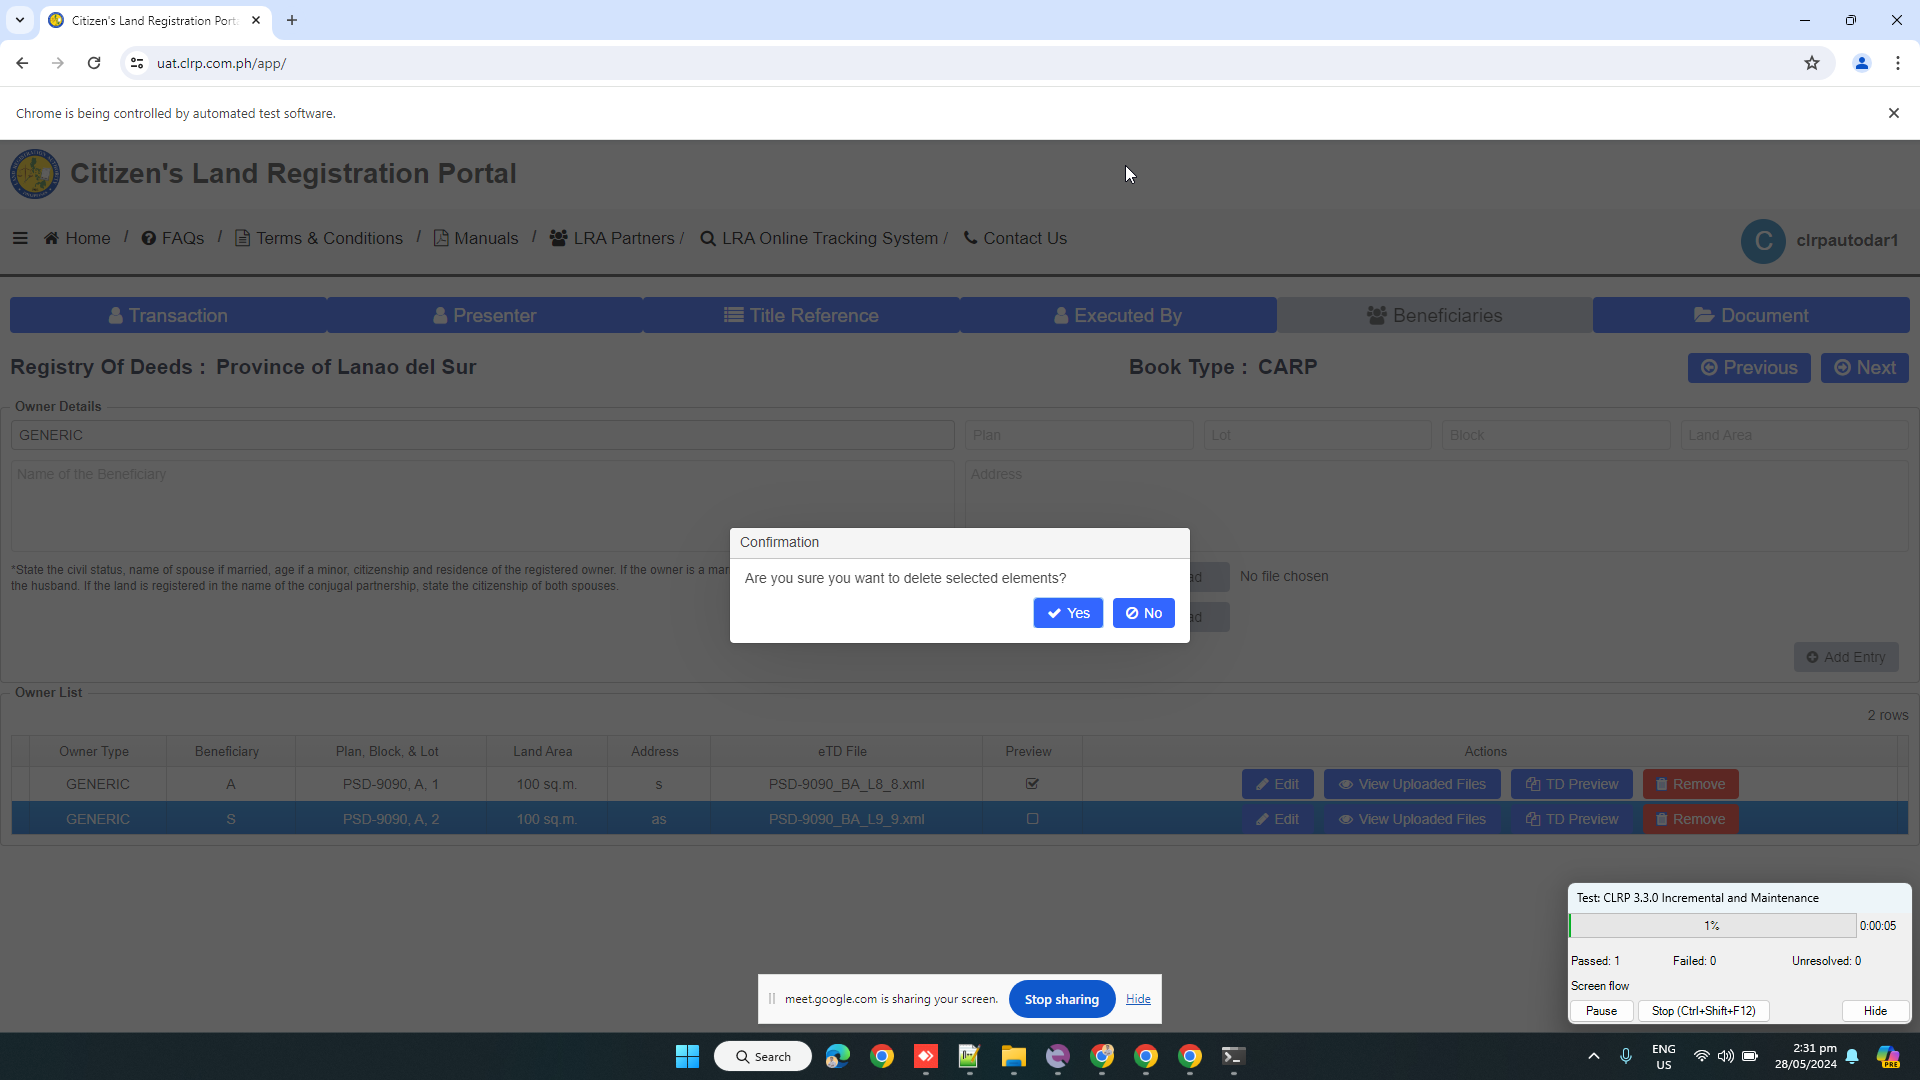 Citizen's Land Registration Port
uat.clrp.com.ph/app/
Chrome is being controlled by automated test software.
Citizen's Land Registration Portal
Home / FAQs / Terms & Conditions / Manuals / LRA Partners / LRA Online Tracking System / Contact Us
C clrpautodar1
Transaction Presenter Title Reference Executed By Beneficiaries Document
Registry Of Deeds : Province of Lanao del Sur Book Type : CARP Previous Next
Owner Details
GENERIC Plan Lot Block Land Area
Name of the Beneficiary Address
Confirmation
Are you sure you want to delete selected elements?
Yes No
*State the civil status, name of spouse if married, age if a minor, citizenship and residence of the registered owner. If the owner is a mar
the husband. If the land is registered in the name of the conjugal partnership, state the citizenship of both spouses.
ad No file chosen
ad
Add Entry
Owner List
2 rows
Owner Type Beneficiary Plan, Block, & Lot Land Area Address eTD File Preview Actions
GENERIC A PSD-9090, A, 1 100 sq.m. s PSD-9090_BA_L8_8.xml Edit View Uploaded Files TD Preview Remove
GENERIC S PSD-9090, A, 2 100 sq.m. as PSD-9090_BA_L9_9.xml Edit View Uploaded Files TD Preview Remove
Test: CLRP 3.3.0 Incremental and Maintenance
1% 0:00:05
Passed: 1 Failed: 0 Unresolved: 0
Screen flow
Pause Stop (Ctrl+Shift+F12) Hide
meet.google.com is sharing your screen. Stop sharing Hide
Search
ENG
US
2:31 pm
28/05/2024
PRE